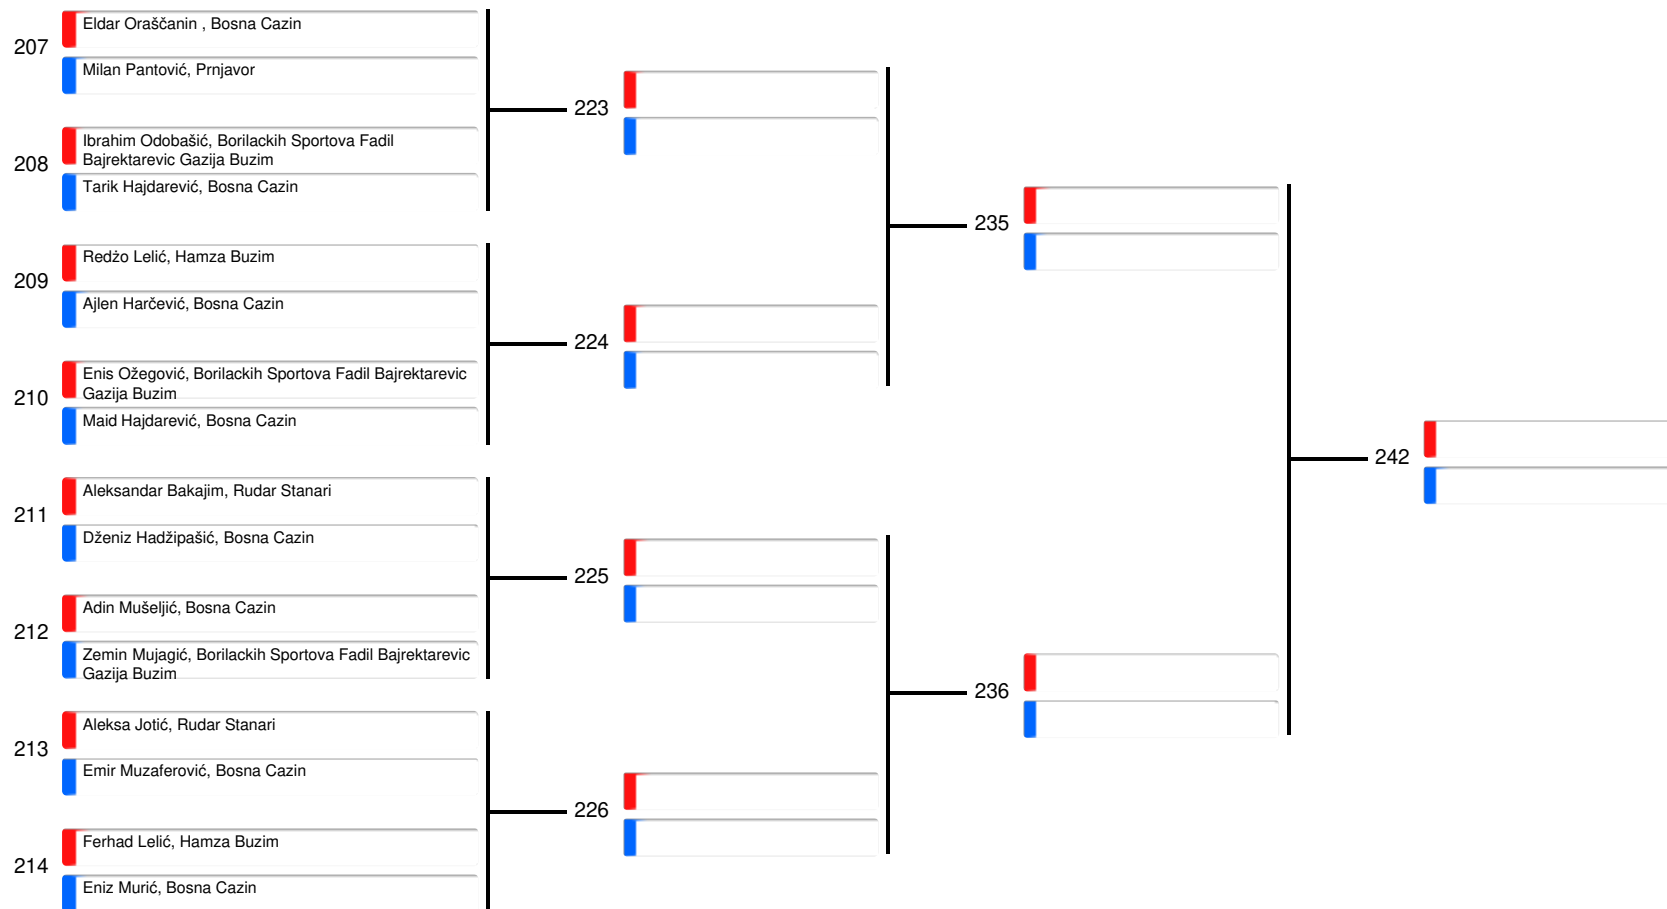 207
Eldar Oraščanin , Bosna Cazin
Milan Pantović, Prnjavor
208
Ibrahim Odobašić, Borilackih Sportova Fadil
Bajrektarevic Gazija Buzim
Tarik Hajdarević, Bosna Cazin
223
209
Redżo Lelić, Hamza Buzim
Ajlen Harčević, Bosna Cazin
210
Enis Ožegović, Borilackih Sportova Fadil Bajrektarevic
Gazija Buzim
Maid Hajdarević, Bosna Cazin
224
235
211
Aleksandar Bakajim, Rudar Stanari
Dženiz Hadžipašić, Bosna Cazin
212
Adin Mušeljić, Bosna Cazin
Zemin Mujagić, Borilackih Sportova Fadil Bajrektarevic
Gazija Buzim
225
213
Aleksa Jotić, Rudar Stanari
Emir Muzaferović, Bosna Cazin
214
Ferhad Lelić, Hamza Buzim
Eniz Murić, Bosna Cazin
226
236
242